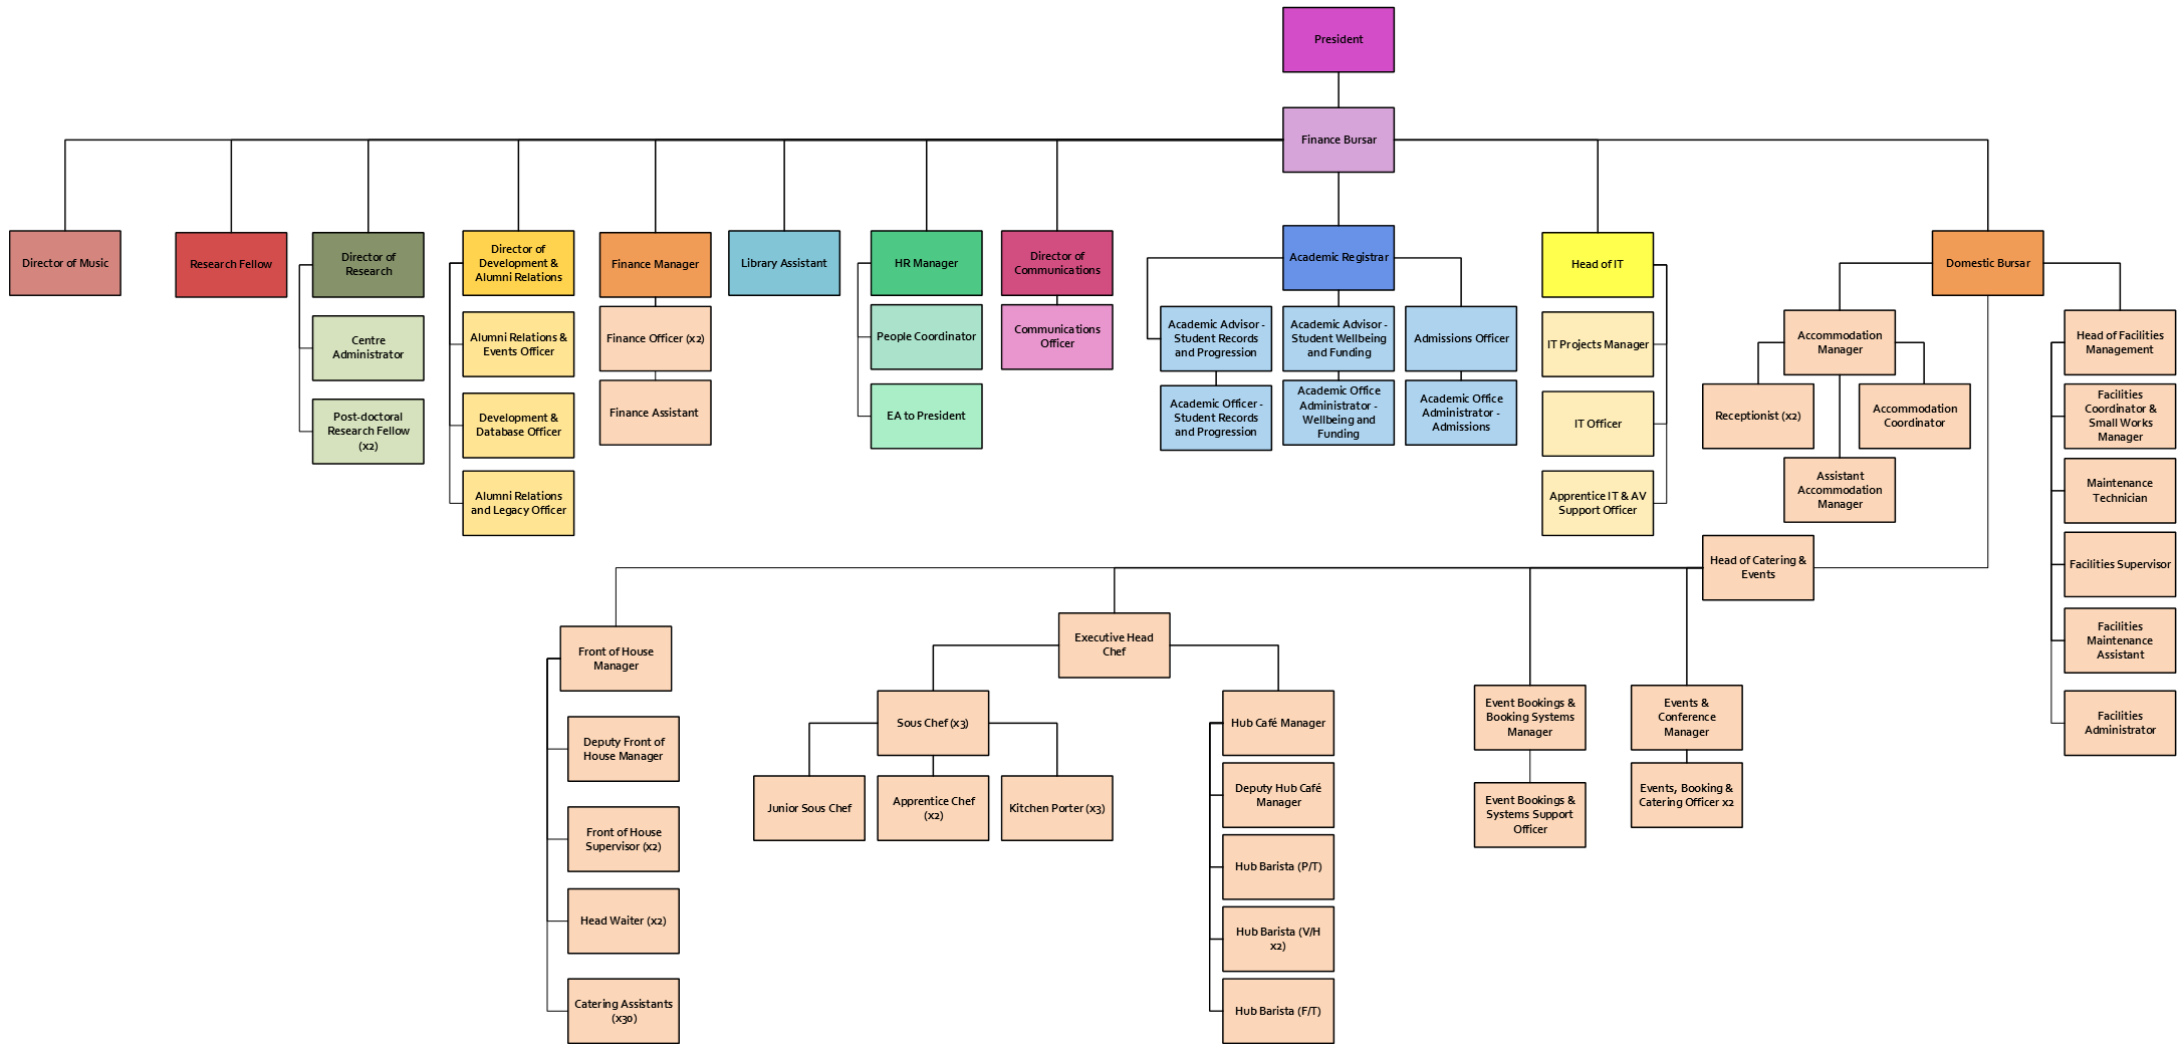 President
Finance Bursar
Director of Music
Research Fellow
Director of
Research
Centre
Administrator
Post-doctoral
Research Fellow
(x2)
Director of
Development &
Alumni Relations
Alumni Relations &
Events Officer
Development &
Database Officer
Alumni Relations
and Legacy Officer
Finance Manager
Finance Officer (x2)
Finance Assistant
Library Assistant
HR Manager
People Coordinator
EA to President
Director of
Communications
Communications
Officer
Academic Registrar
Academic Advisor -
Student Records
and Progression
Academic Officer -
Student Records
and Progression
Academic Advisor -
Student Wellbeing
and Funding
Academic Office
Administrator -
Wellbeing and
Funding
Admissions Officer
Academic Office
Administrator -
Admissions
Head of IT
IT Projects Manager
IT Officer
Apprentice IT & AV
Support Officer
Domestic Bursar
Accommodation
Manager
Receptionist (x2)
Accommodation
Coordinator
Assistant
Accommodation
Manager
Head of Facilities
Management
Facilities
Coordinator &
Small Works
Manager
Maintenance
Technician
Facilities Supervisor
Facilities
Maintenance
Assistant
Facilities
Administrator
Head of Catering &
Events
Front of House
Manager
Deputy Front of
House Manager
Front of House
Supervisor (x2)
Head Waiter (x2)
Catering Assistants
(x30)
Executive Head
Chef
Sous Chef (x3)
Junior Sous Chef
Apprentice Chef
(x2)
Kitchen Porter (x3)
Hub Café Manager
Deputy Hub Café
Manager
Hub Barista (P/T)
Hub Barista (V/H
x2)
Hub Barista (F/T)
Event Bookings &
Booking Systems
Manager
Event Bookings &
Systems Support
Officer
Events &
Conference
Manager
Events, Booking &
Catering Officer x2